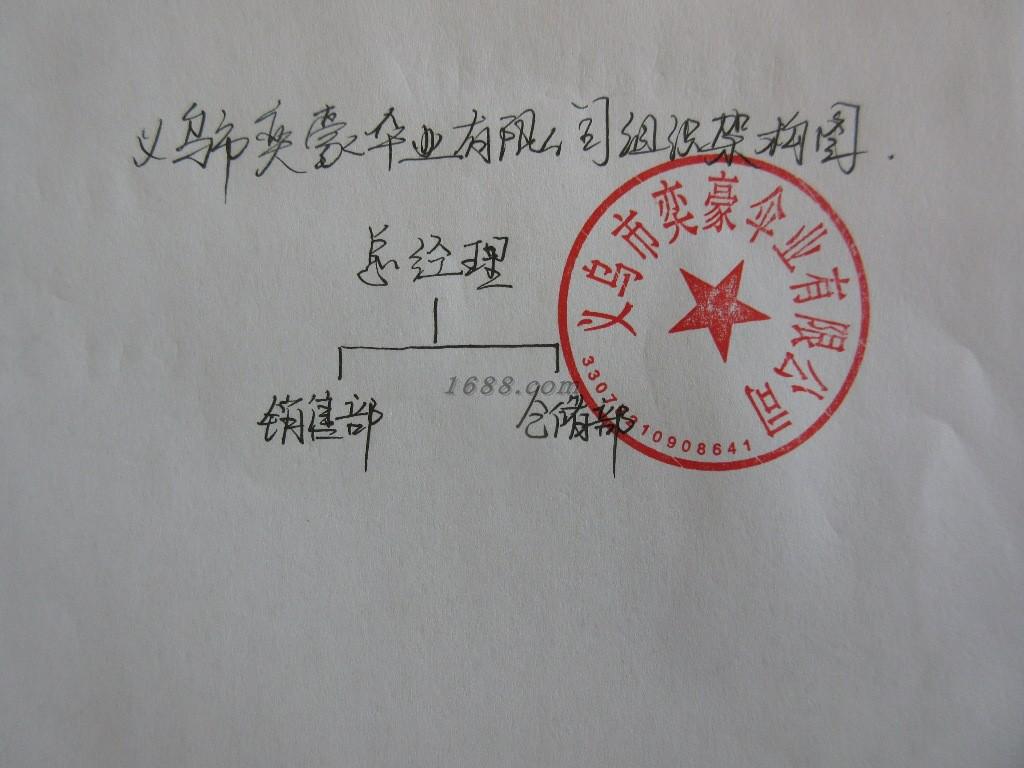 义乌市奕豪伞业有限公司组织架构图.
总经理
1688.com
销售部 仓储部
义乌市奕豪伞业有限公司